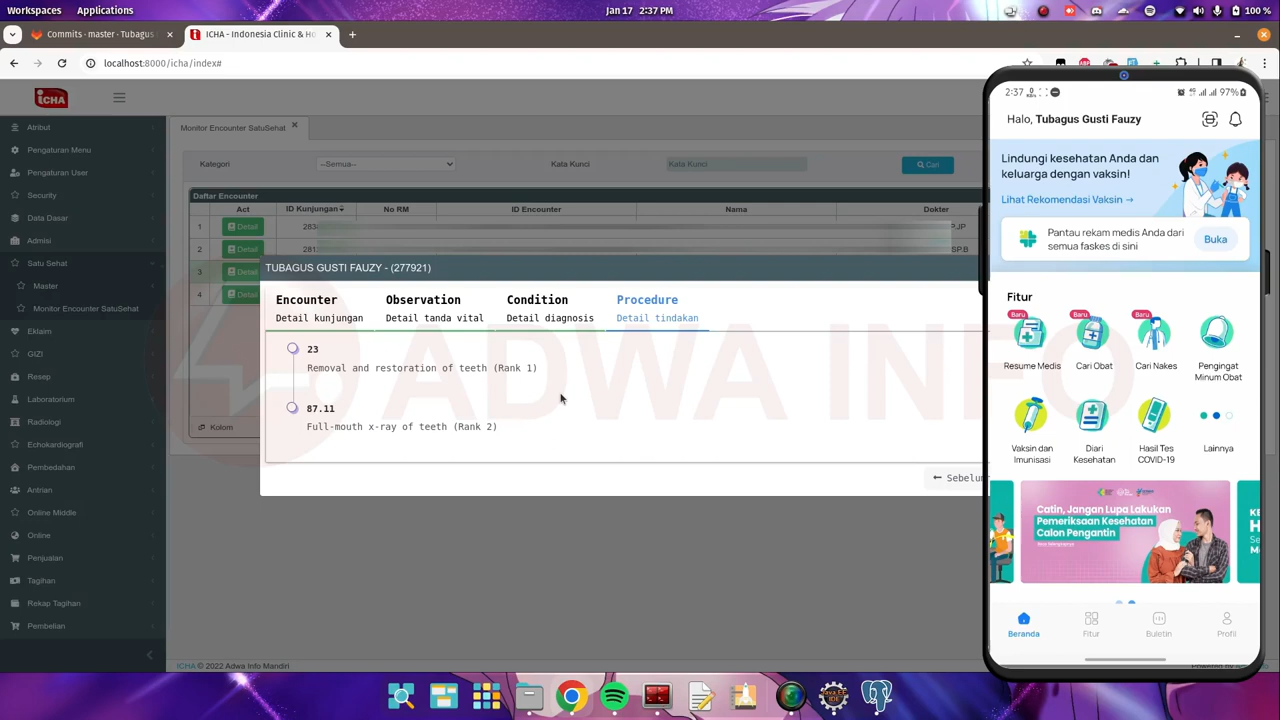 Workspaces Applications Jan 17 2:37 PM 100 %
Commits · master · Tubagus
ICHA - Indonesia Clinic & Ho
localhost:8000/icha/index#
iCHA
Atribut
Pengaturan Menu
Pengaturan User
Security
Data Dasar
Admisi
Satu Sehat
Master
Monitor Encounter SatuSehat
Eklaim
GIZI
Resep
Laboratorium
Radiologi
Echokardiografi
Pembedahan
Antrian
Online Middle
Online
Penjualan
Tagihan
Rekap Tagihan
Pembelian
Monitor Encounter SatuSehat
Kategori --Semua-- Kata Kunci Kata Kunci Cari
Daftar Encounter
Act ID Kunjungan No RM ID Encounter Nama Dokter
1 Detail
2 Detail
3 Detail
4 Detail
Kolom
TUBAGUS GUSTI FAUZY - (277921)
Encounter Observation Condition Procedure
Detail kunjungan Detail tanda vital Detail diagnosis Detail tindakan
23
Removal and restoration of teeth (Rank 1)
87.11
Full-mouth x-ray of teeth (Rank 2)
ADWA INFO
ICHA © 2022 Adwa Info Mandiri
2:37 97%
Halo, Tubagus Gusti Fauzy
Lindungi kesehatan Anda dan
keluarga dengan vaksin!
Lihat Rekomendasi Vaksin →
Pantau rekam medis Anda dari
semua faskes di sini
Buka
Fitur
Baru Baru Baru
Resume Medis Cari Obat Cari Nakes Pengingat
Minum Obat
Vaksin dan Diari Hasil Tes Lainnya
Imunisasi Kesehatan COVID-19
Catin, Jangan Lupa Lakukan
Pemeriksaan Kesehatan
Calon Pengantin
Beranda Fitur Buletin Profil